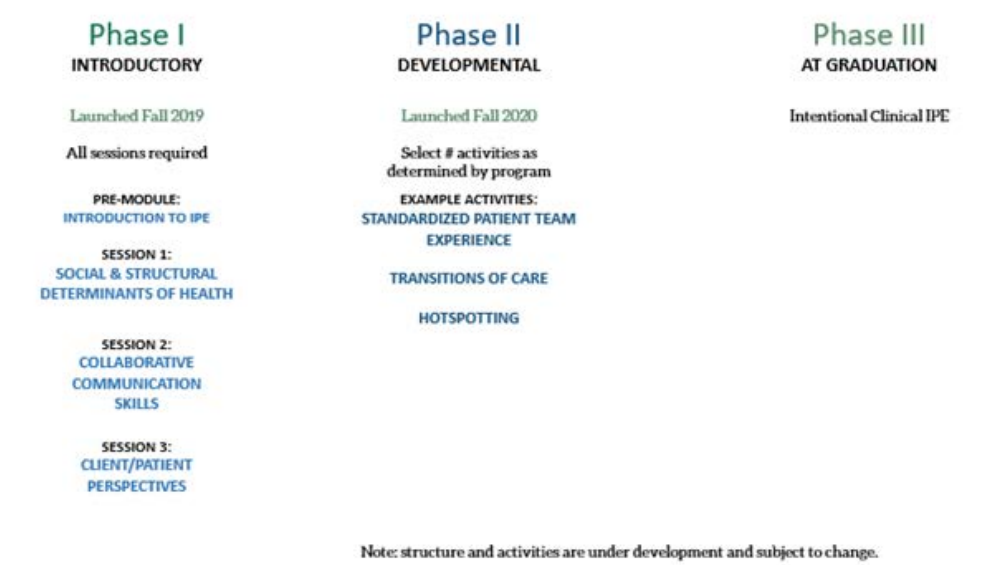 Phase I
INTRODUCTORY
Launched Fall 2019
All sessions required
PRE-MODULE:
INTRODUCTION TO IPE
SESSION 1:
SOCIAL & STRUCTURAL
DETERMINANTS OF HEALTH
SESSION 2:
COLLABORATIVE
COMMUNICATION
SKILLS
SESSION 3:
CLIENT/PATIENT
PERSPECTIVES
Phase II
DEVELOPMENTAL
Launched Fall 2020
Select # activities as
determined by program
EXAMPLE ACTIVITIES:
STANDARDIZED PATIENT TEAM
EXPERIENCE
TRANSITIONS OF CARE
HOTSPOTTING
Phase III
AT GRADUATION
Intentional Clinical IPE
Note: structure and activities are under development and subject to change.